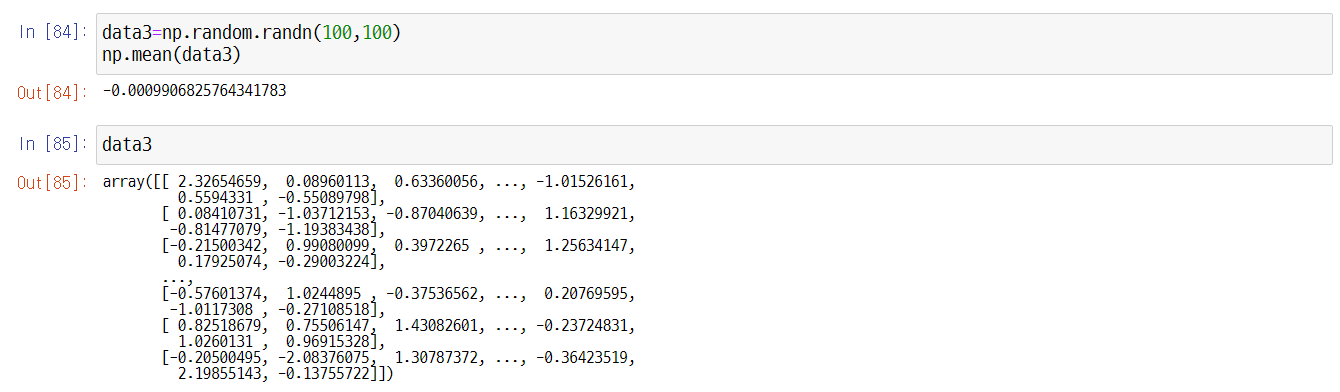 In [84]: data3=np.random.randn(100,100)
np.mean(data3)
Out[84]: -0.0009906825764341783
In [85]: data3
Out[85]: array([[ 2.32654659,  0.08960113,  0.63360056, ..., -1.01526161,
         0.5594331 , -0.55089798],
       [ 0.08410731, -1.03712153, -0.87040639, ...,  1.16329921,
        -0.81477079, -1.19383438],
       [-0.21500342,  0.99080099,  0.3972265 , ...,  1.25634147,
         0.17925074, -0.29003224],
       ...,
       [-0.57601374,  1.0244895 , -0.37536562, ...,  0.20769595,
        -1.0117308 , -0.27108518],
       [ 0.82518679,  0.75506147,  1.43082601, ..., -0.23724831,
         1.0260131 ,  0.96915328],
       [-0.20500495, -2.08376075,  1.30787372, ..., -0.36423519,
         2.19855143, -0.13755722]])